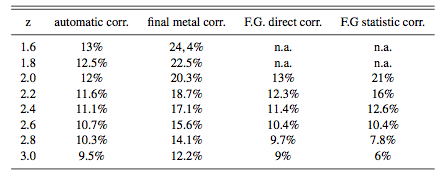 z automatic corr. final metal corr. F.G. direct corr. F.G statistic corr.
1.6 13% 24,4% n.a. n.a.
1.8 12.5% 22.5% n.a. n.a.
2.0 12% 20.3% 13% 21%
2.2 11.6% 18.7% 12.3% 16%
2.4 11.1% 17.1% 11.4% 12.6%
2.6 10.7% 15.6% 10.4% 10.4%
2.8 10.3% 14.1% 9.7% 7.8%
3.0 9.5% 12.2% 9% 6%